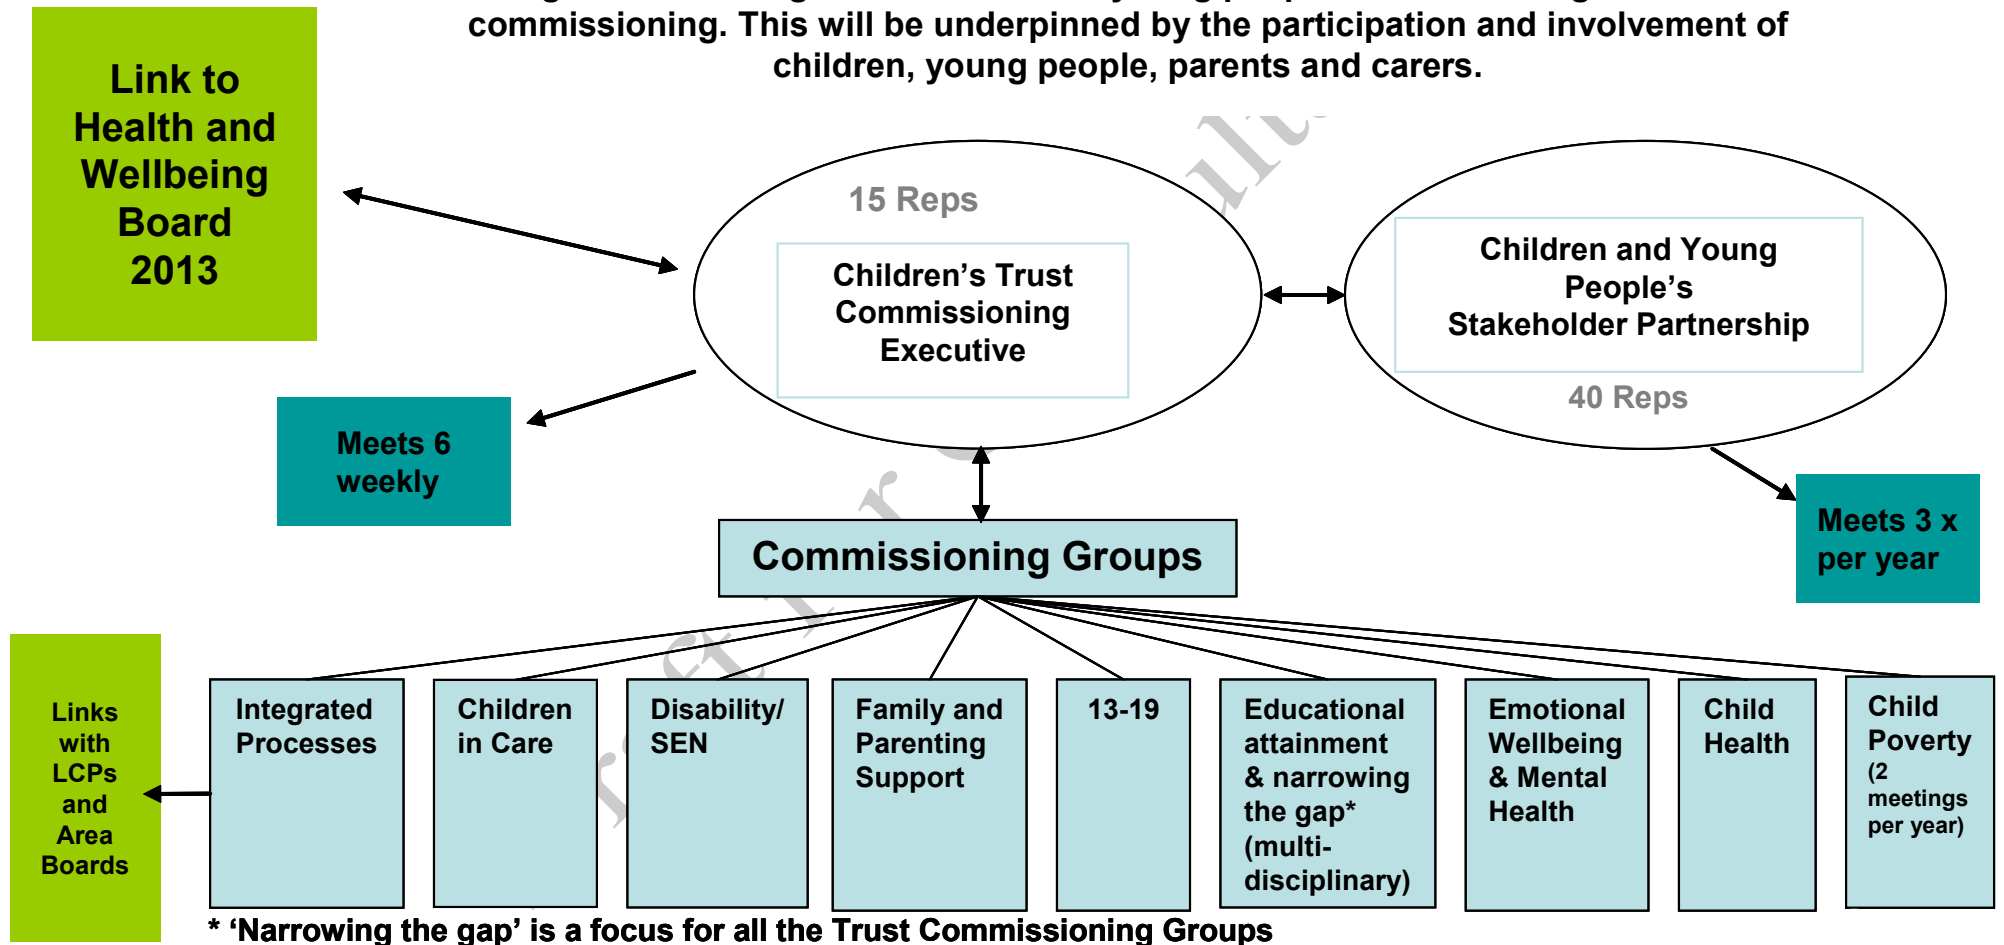 commissioning. This will be underpinned by the participation and involvement of
children, young people, parents and carers.
Link to
Health and
Wellbeing
Board
2013
15 Reps
Children's Trust
Commissioning
Executive
Children and Young
People's
Stakeholder Partnership
40 Reps
Meets 6
weekly
Meets 3 x
per year
Commissioning Groups
Links
with
LCPs
and
Area
Boards
Integrated
Processes
Children
in Care
Disability/
SEN
Family and
Parenting
Support
13-19
Educational
attainment
& narrowing
the gap*
(multi-
disciplinary)
Emotional
Wellbeing
& Mental
Health
Child
Health
Child
Poverty
(2
meetings
per year)
* ‘Narrowing the gap’ is a focus for all the Trust Commissioning Groups